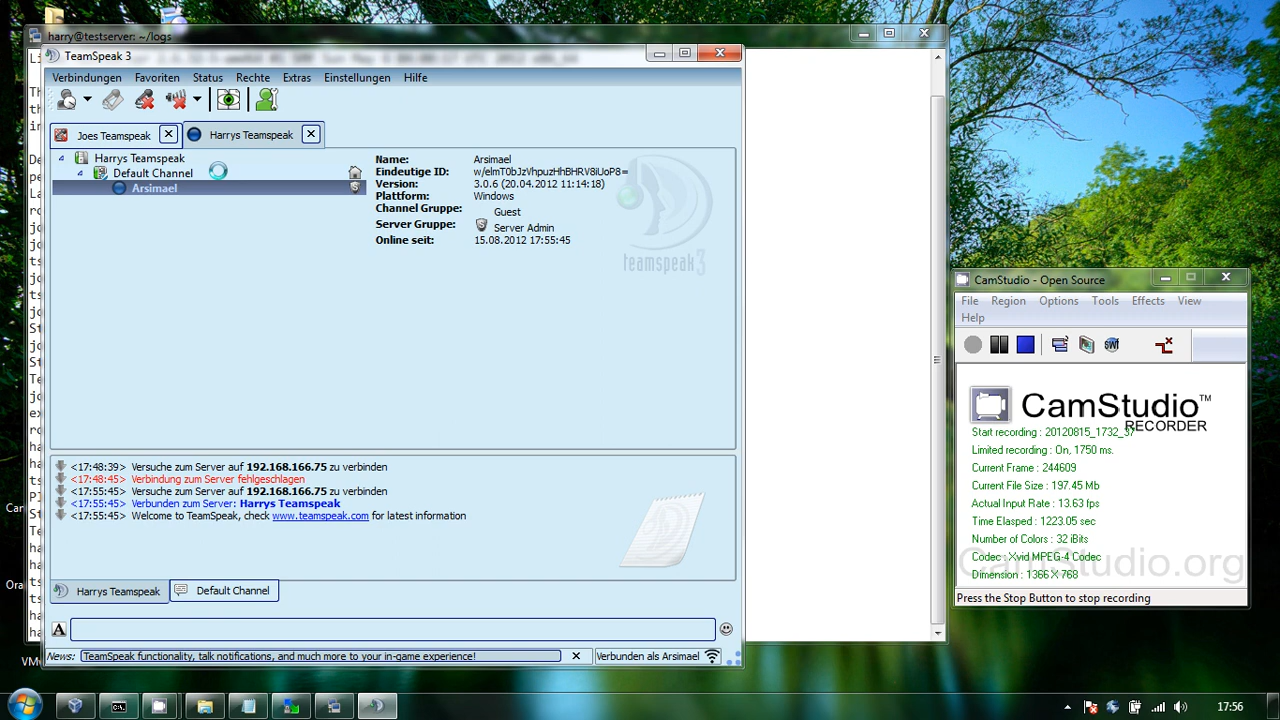 harry@testserver: ~/logs
TeamSpeak 3
Verbindungen Favoriten Status Rechte Extras Einstellungen Hilfe
Joes Teamspeak Harrys Teamspeak
Harrys Teamspeak
Default Channel
Arsimael
Name: Arsimael
Eindeutige ID: w/elmT0bJzVhpuzHhBHRV8iUoP8=
Version: 3.0.6 (20.04.2012 11:14:18)
Plattform: Windows
Channel Gruppe: Guest
Server Gruppe: Server Admin
Online seit: 15.08.2012 17:55:45
teamspeak3
<17:48:39> Versuche zum Server auf 192.168.166.75 zu verbinden
<17:48:45> Verbindung zum Server fehlgeschlagen
<17:55:45> Versuche zum Server auf 192.168.166.75 zu verbinden
<17:55:45> Verbunden zum Server: Harrys Teamspeak
<17:55:45> Welcome to TeamSpeak, check www.teamspeak.com for latest information
Harrys Teamspeak Default Channel
News: TeamSpeak functionality, talk notifications, and much more to your in-game experience!
Verbunden als Arsimael
CamStudio - Open Source
File Region Options Tools Effects View
Help
CamStudio™
RECORDER
Start recording : 20120815_1732_37
Limited recording : On, 1750 ms.
Current Frame : 244609
Current File Size : 197.45 Mb
Actual Input Rate : 13.63 fps
Time Elasped : 1223.05 sec
Number of Colors : 32 iBits
Codec : Xvid MPEG-4 Codec
CamStudio.org
Dimension : 1366 X 768
Press the Stop Button to stop recording
17:56